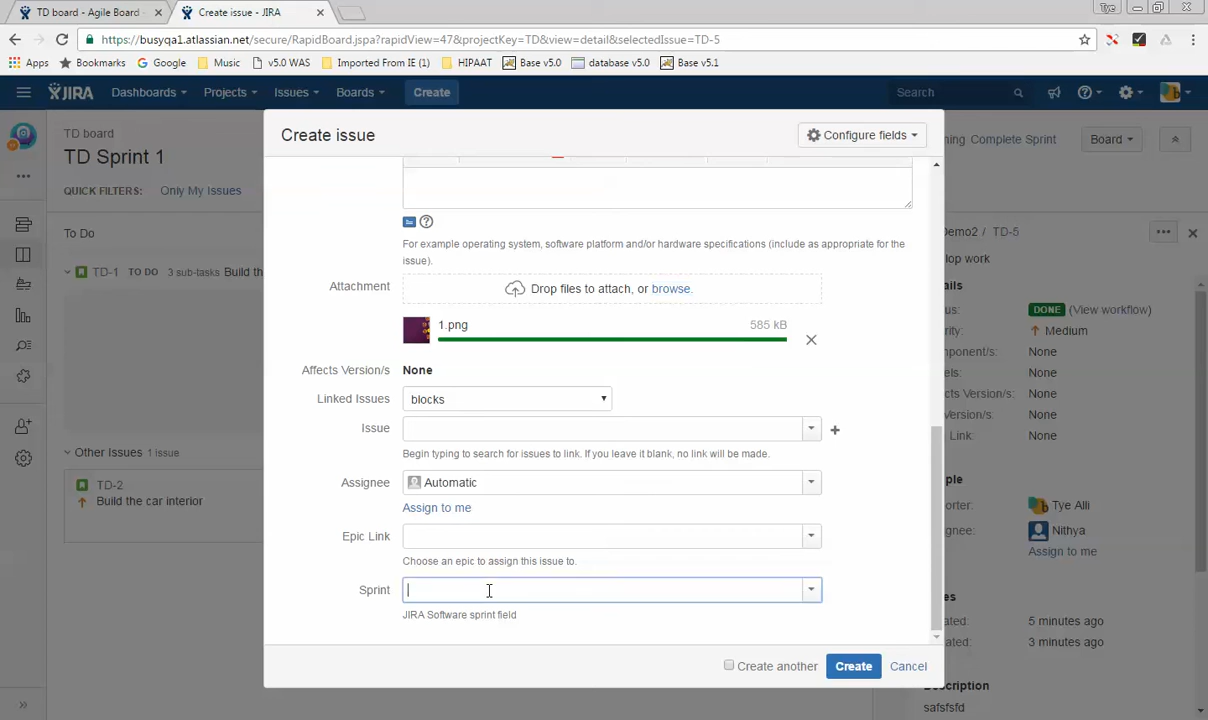 TD board - Agile Board -
Create issue - JIRA
Tye
https://busyqa1.atlassian.net/secure/RapidBoard.jspa?rapidView=47&projectKey=TD&view=detail&selectedIssue=TD-5
Apps Bookmarks Google Music v5.0 WAS Imported From IE (1) HIPAAT Base v5.0 database v5.0 Base v5.1
JIRA Dashboards Projects Issues Boards Create Search
TD board
TD Sprint 1
QUICK FILTERS: Only My Issues
To Do
TD-1 TO DO 3 sub-tasks Build th
Other Issues 1 issue
TD-2
Build the car interior
Create issue
Configure fields
For example operating system, software platform and/or hardware specifications (include as appropriate for the
issue).
Attachment
Drop files to attach, or browse.
1.png 585 kB
Affects Version/s None
Linked Issues blocks
Issue
Begin typing to search for issues to link. If you leave it blank, no link will be made.
Assignee Automatic
Assign to me
Epic Link
Choose an epic to assign this issue to.
Sprint
JIRA Software sprint field
Create another Create Cancel
ning Complete Sprint Board
Demo2 / TD-5
lop work
ails
us: DONE (View workflow)
rity: Medium
mponent/s: None
els: None
ects Version/s: None
Version/s: None
Link: None
ple
orter: Tye Alli
gnee: Nithya
Assign to me
es
ated: 5 minutes ago
ated: 3 minutes ago
Description
safsfsfd